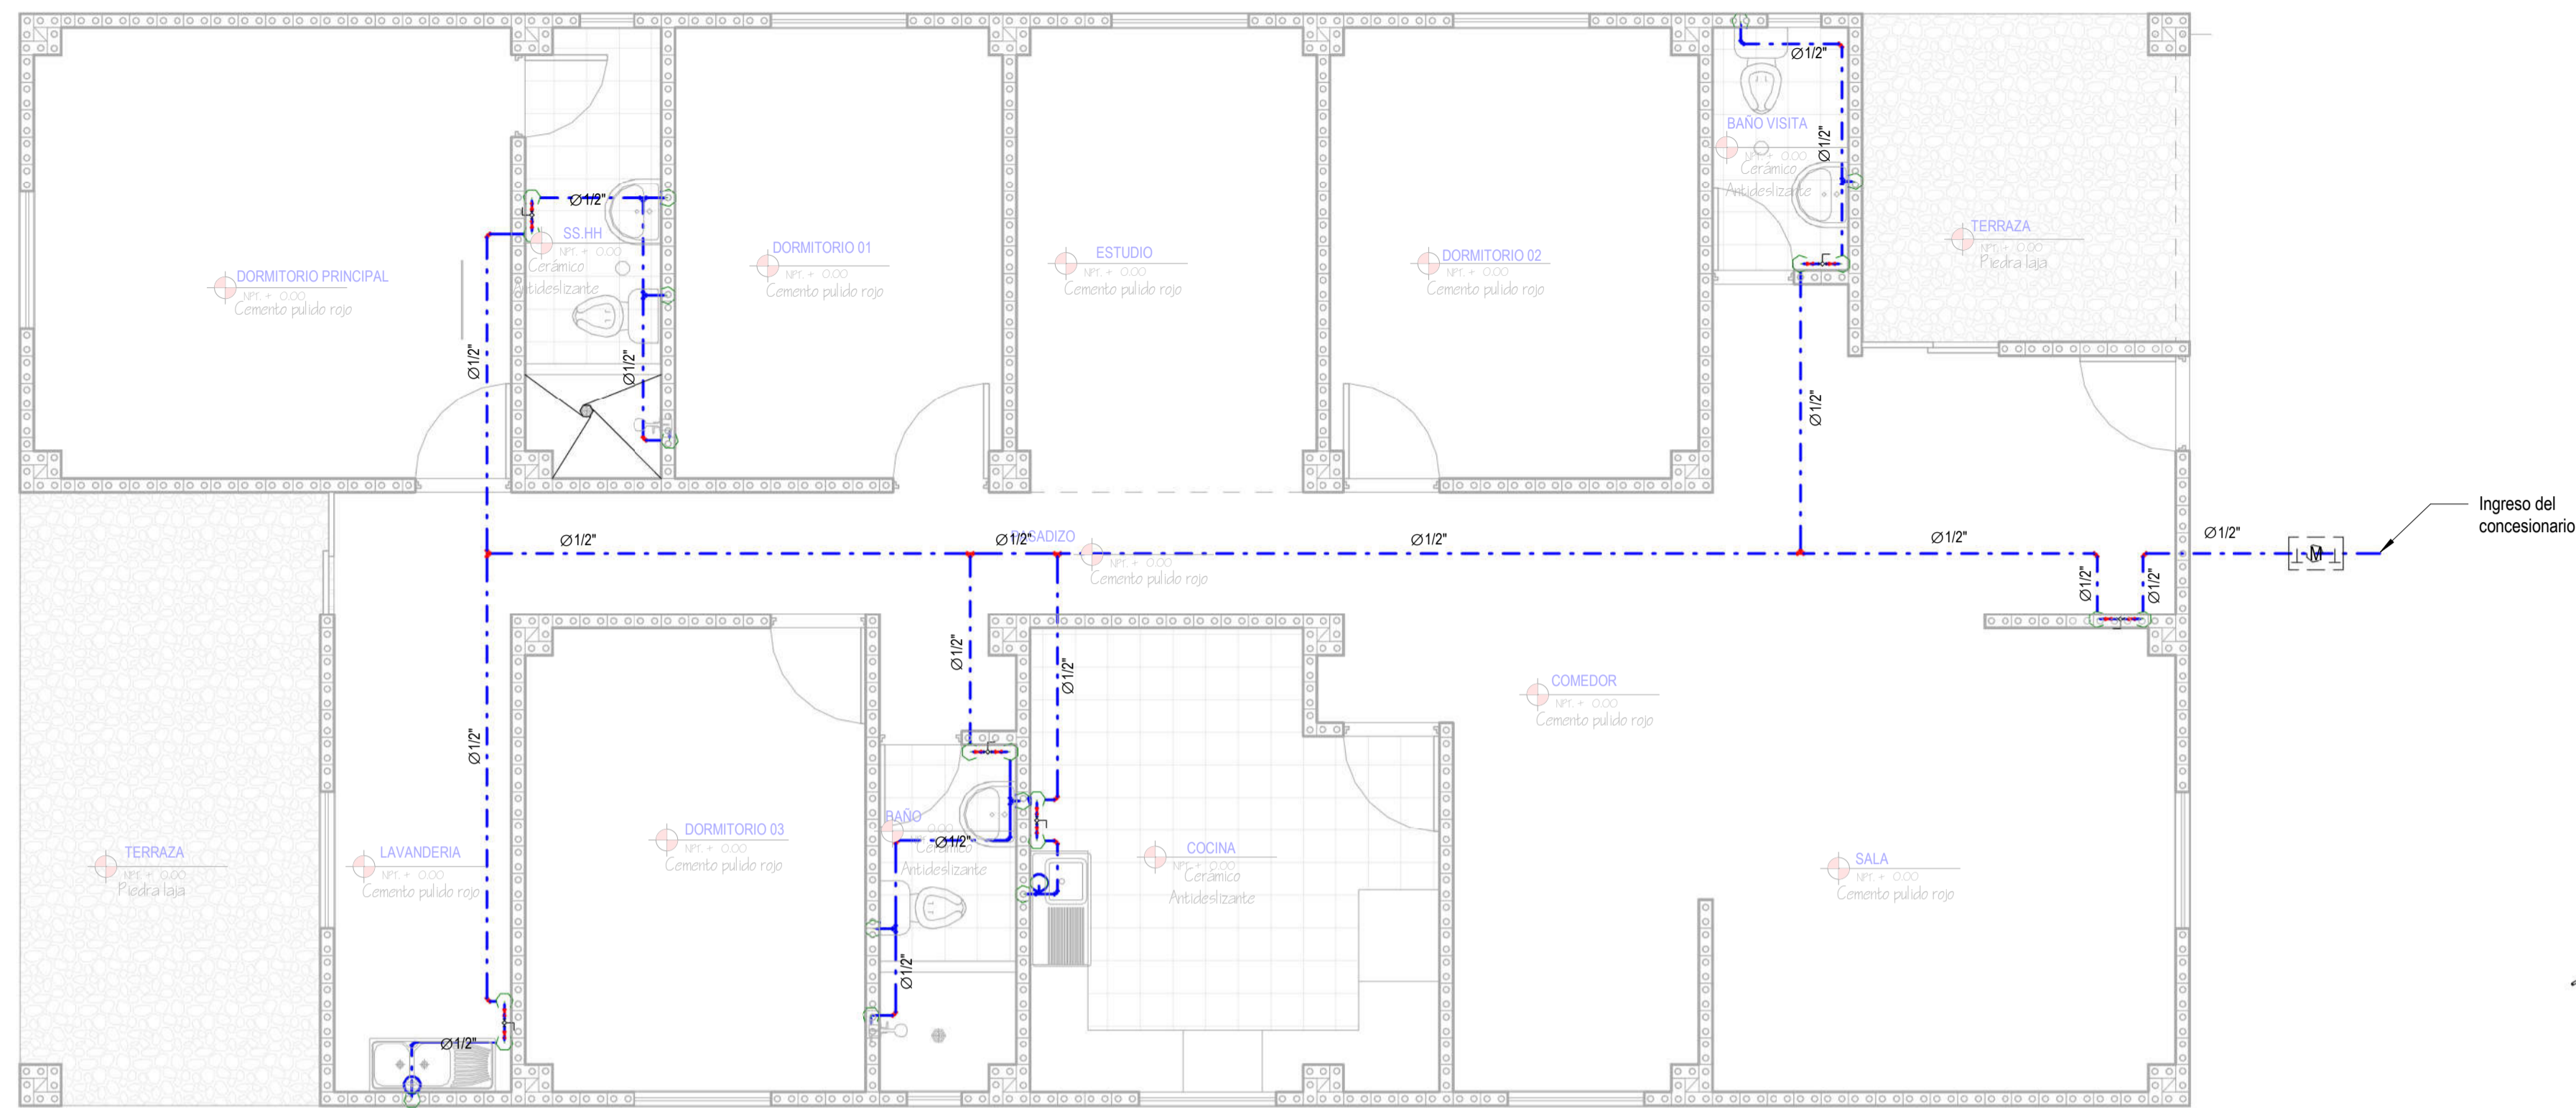 Ø1/2"
BAÑO VISITA
NPT. + 0.00
Cerámico
Antideslizante
Ø1/2"
Ø1/2"
SS.HH
NPT. + 0.00
Cerámico
Antideslizante
TERRAZA
NPT. + 0.00
Piedra laja
DORMITORIO 01
NPT. + 0.00
Cemento pulido rojo
ESTUDIO
NPT. + 0.00
Cemento pulido rojo
DORMITORIO 02
NPT. + 0.00
Cemento pulido rojo
DORMITORIO PRINCIPAL
NPT. + 0.00
Cemento pulido rojo
Ø1/2"
Ø1/2"
Ø1/2"
Ingreso del
concesionario
Ø1/2"
Ø1/2"
PASADIZO
Ø1/2"
Ø1/2"
Ø1/2"
M
NPT. + 0.00
Cemento pulido rojo
Ø1/2"
Ø1/2"
Ø1/2"
Ø1/2"
COMEDOR
NPT. + 0.00
Cemento pulido rojo
Ø1/2"
BAÑO
0.00
Ø1/2"
Cerámico
Antideslizante
DORMITORIO 03
NPT. + 0.00
Cemento pulido rojo
COCINA
NPT. + 0.00
Cerámico
Antideslizante
TERRAZA
NPT. + 0.00
Piedra laja
LAVANDERIA
NPT. + 0.00
Cemento pulido rojo
SALA
NPT. + 0.00
Cemento pulido rojo
Ø1/2"
Ø1/2"